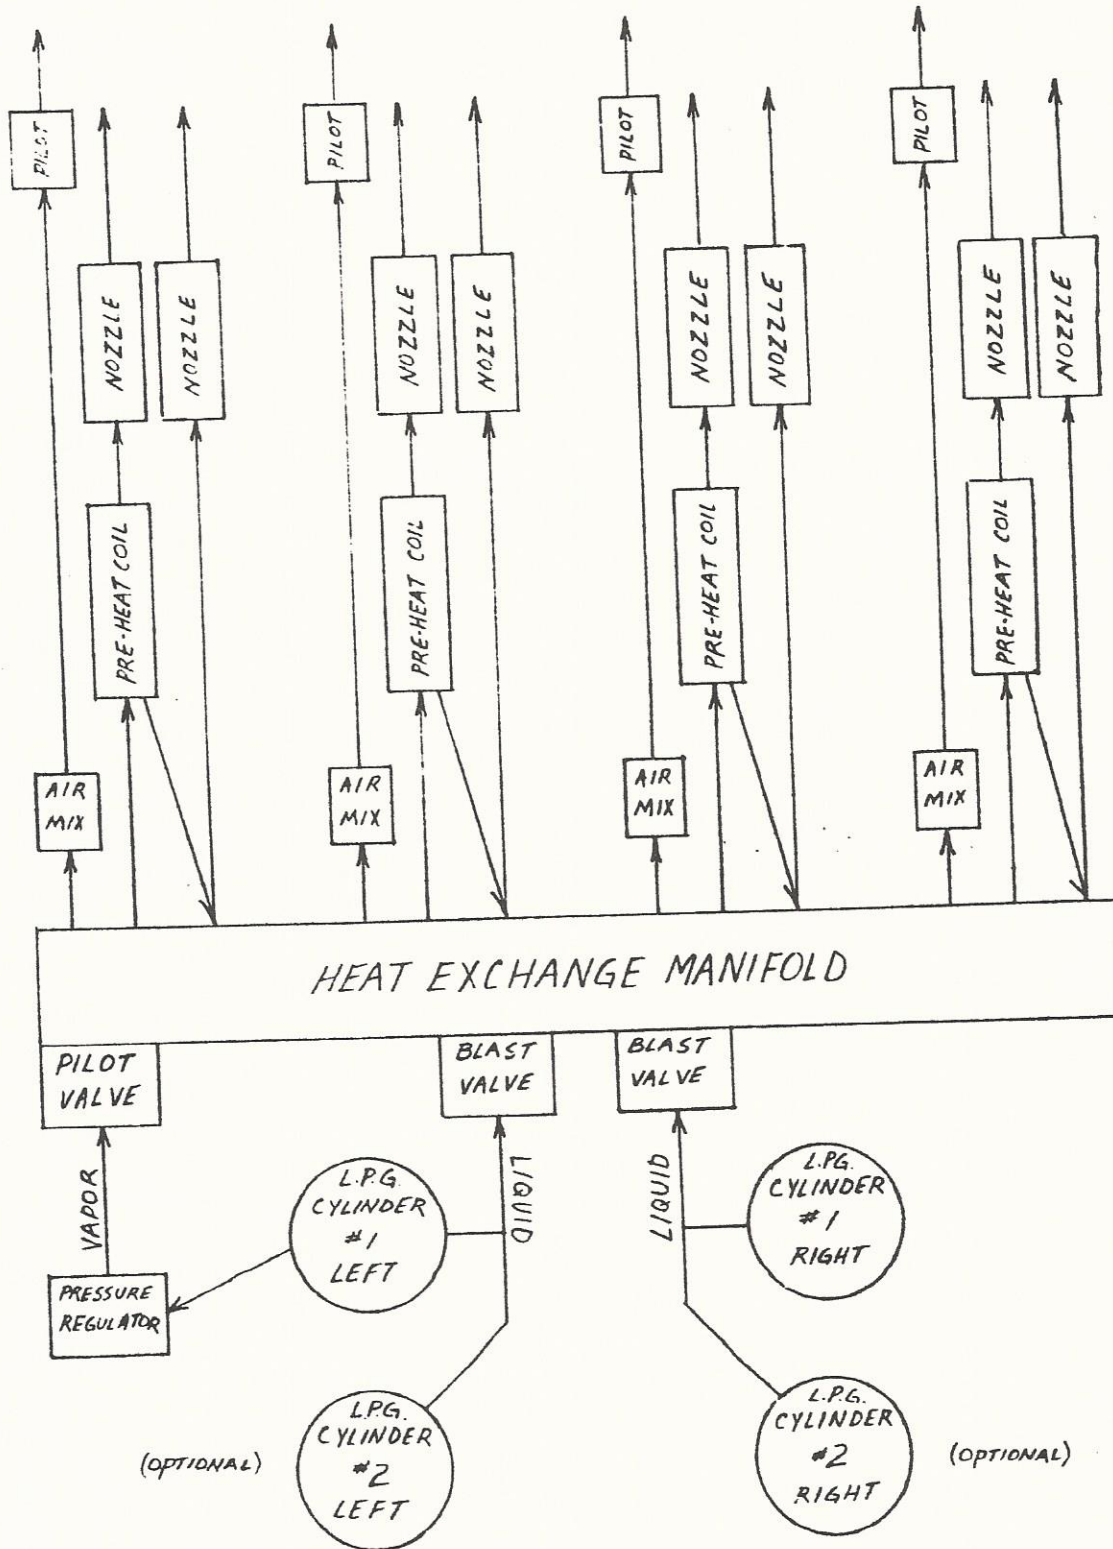 PILOT
PILOT
PILOT
PILOT
NOZZLE
NOZZLE
NOZZLE
NOZZLE
NOZZLE
NOZZLE
NOZZLE
NOZZLE
PRE-HEAT COIL
PRE-HEAT COIL
PRE-HEAT COIL
PRE-HEAT COIL
AIR
MIX
AIR
MIX
AIR
MIX
AIR
MIX
HEAT EXCHANGE MANIFOLD
PILOT
VALVE
BLAST
VALVE
BLAST
VALVE
VAPOR
LIQUID
LIQUID
L.P.G.
CYLINDER
#1
LEFT
L.P.G.
CYLINDER
#1
RIGHT
PRESSURE
REGULATOR
(OPTIONAL)
L.P.G.
CYLINDER
#2
LEFT
L.P.G.
CYLINDER
#2
RIGHT
(OPTIONAL)